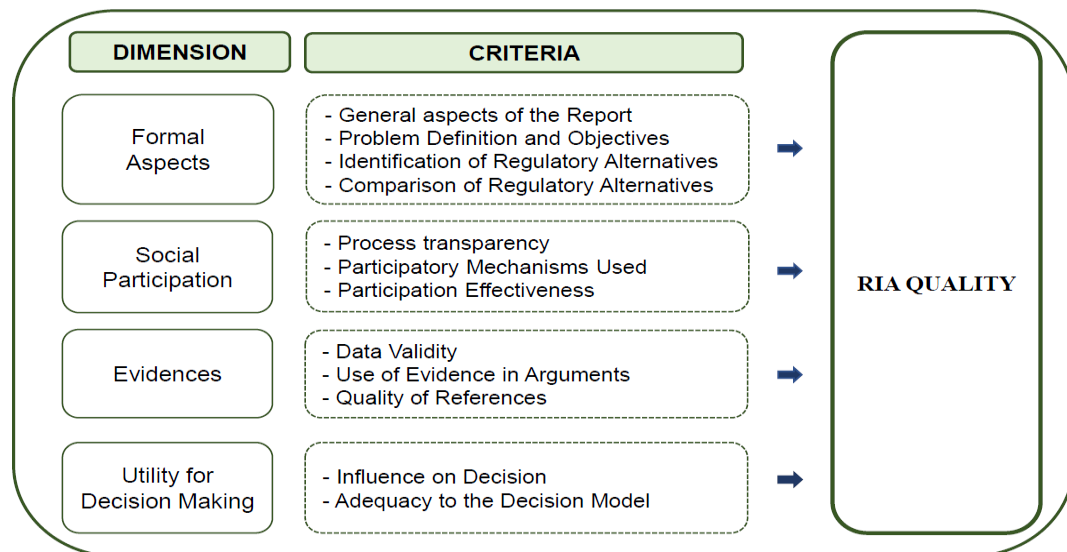 DIMENSION
CRITERIA
Formal
Aspects
- General aspects of the Report
- Problem Definition and Objectives
- Identification of Regulatory Alternatives
- Comparison of Regulatory Alternatives
Social
Participation
- Process transparency
- Participatory Mechanisms Used
- Participation Effectiveness
Evidences
- Data Validity
- Use of Evidence in Arguments
- Quality of References
Utility for
Decision Making
- Influence on Decision
- Adequacy to the Decision Model
RIA QUALITY